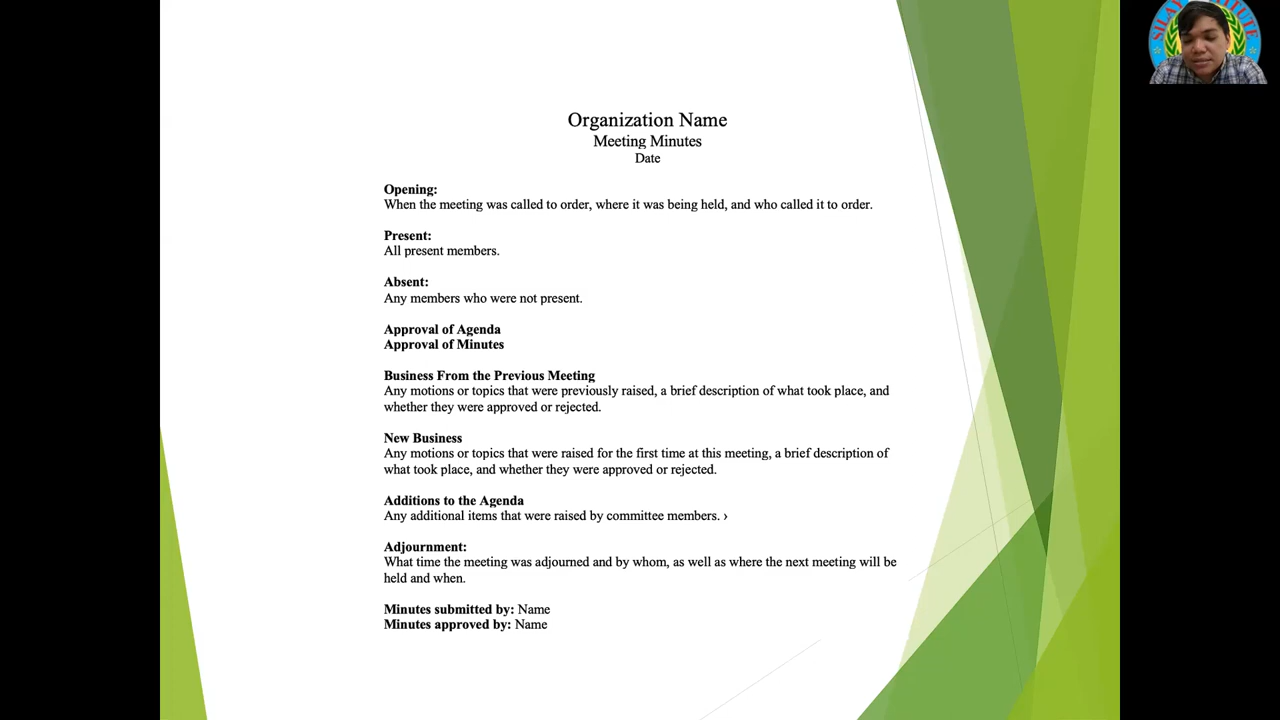 Organization Name
Meeting Minutes
Date
Opening:
When the meeting was called to order, where it was being held, and who called it to order.
Present:
All present members.
Absent:
Any members who were not present.
Approval of Agenda
Approval of Minutes
Business From the Previous Meeting
Any motions or topics that were previously raised, a brief description of what took place, and
whether they were approved or rejected.
New Business
Any motions or topics that were raised for the first time at this meeting, a brief description of
what took place, and whether they were approved or rejected.
Additions to the Agenda
Any additional items that were raised by committee members. ›
Adjournment:
What time the meeting was adjourned and by whom, as well as where the next meeting will be
held and when.
Minutes submitted by: Name
Minutes approved by: Name